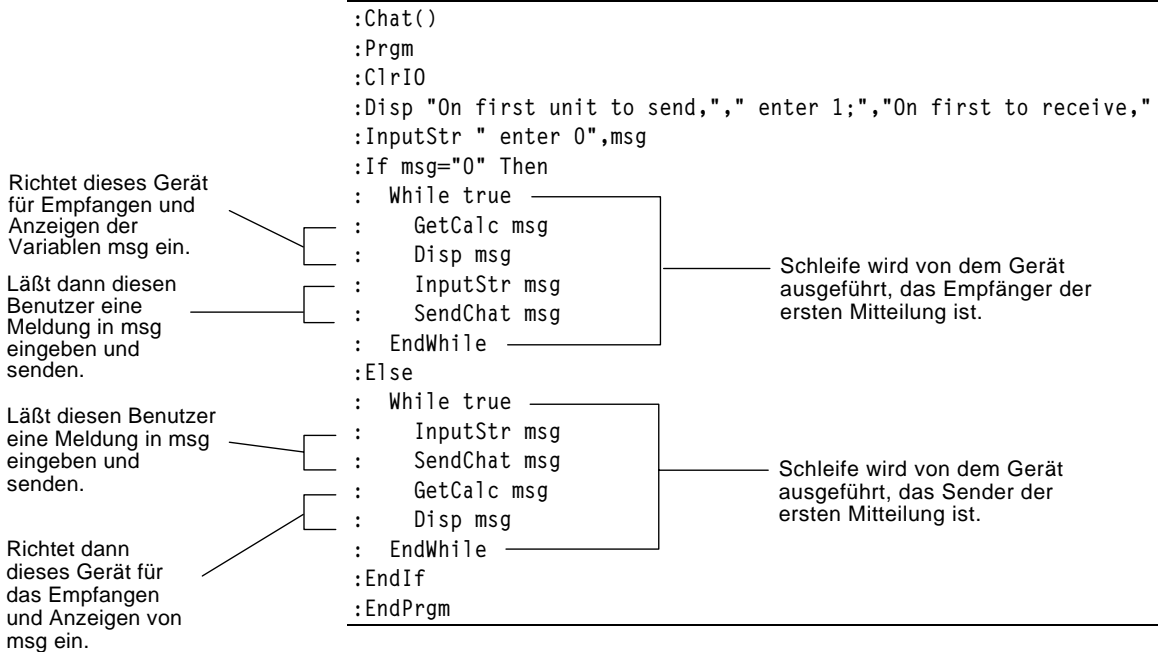 :Chat()
:Prgm
:ClrIO
:Disp "On first unit to send,"," enter 1;","On first to receive,"
:InputStr " enter 0",msg
:If msg="0" Then
: While true
: GetCalc msg
: Disp msg
: InputStr msg
: SendChat msg
: EndWhile
:Else
: While true
: InputStr msg
: SendChat msg
: GetCalc msg
: Disp msg
: EndWhile
:EndIf
:EndPrgm
Richtet dieses Gerät
für Empfangen und
Anzeigen der
Variablen msg ein.
Läßt dann diesen
Benutzer eine
Meldung in msg
eingeben und
senden.
Läßt diesen Benutzer
eine Meldung in msg
eingeben und
senden.
Richtet dann
dieses Gerät für
das Empfangen
und Anzeigen von
msg ein.
Schleife wird von dem Gerät
ausgeführt, das Empfänger der
ersten Mitteilung ist.
Schleife wird von dem Gerät
ausgeführt, das Sender der
ersten Mitteilung ist.